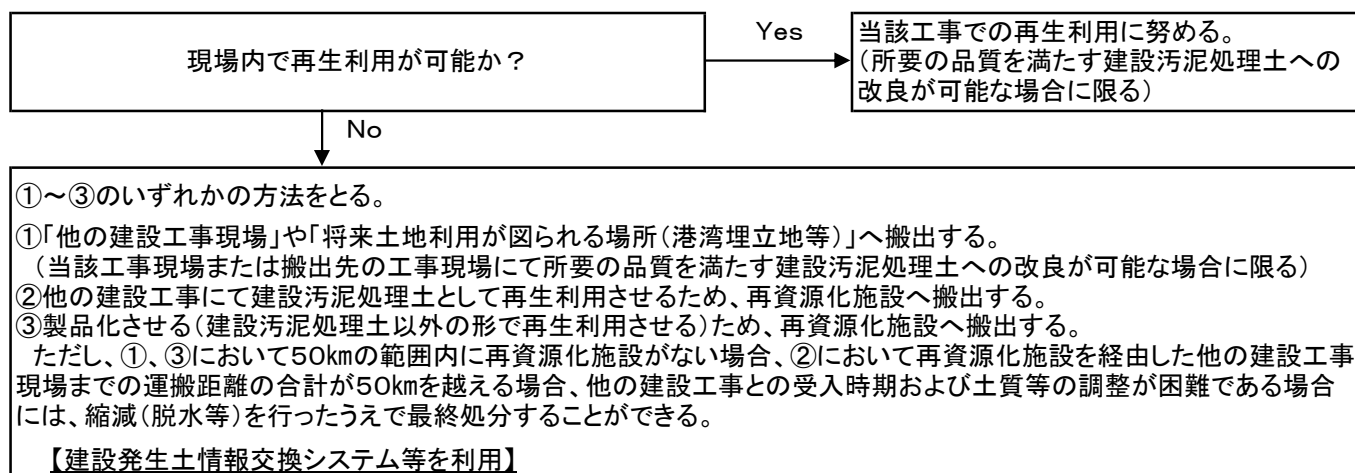 現場内で再生利用が可能か？
Yes
当該工事での再生利用に努める。
（所要の品質を満たす建設汚泥処理土への
改良が可能な場合に限る）
No
①～③のいずれかの方法をとる。
①「他の建設工事現場」や「将来土地利用が図られる場所（港湾埋立地等）」へ搬出する。
（当該工事現場または搬出先の工事現場にて所要の品質を満たす建設汚泥処理土への改良が可能な場合に限る）
②他の建設工事にて建設汚泥処理土として再生利用させるため、再資源化施設へ搬出する。
③製品化させる（建設汚泥処理土以外の形で再生利用させる）ため、再資源化施設へ搬出する。
ただし、①、③において50kmの範囲内に再資源化施設がない場合、②において再資源化施設を経由した他の建設工事
現場までの運搬距離の合計が50kmを越える場合、他の建設工事との受入時期および土質等の調整が困難である場合
には、縮減（脱水等）を行ったうえで最終処分することができる。
【建設発生土情報交換システム等を利用】